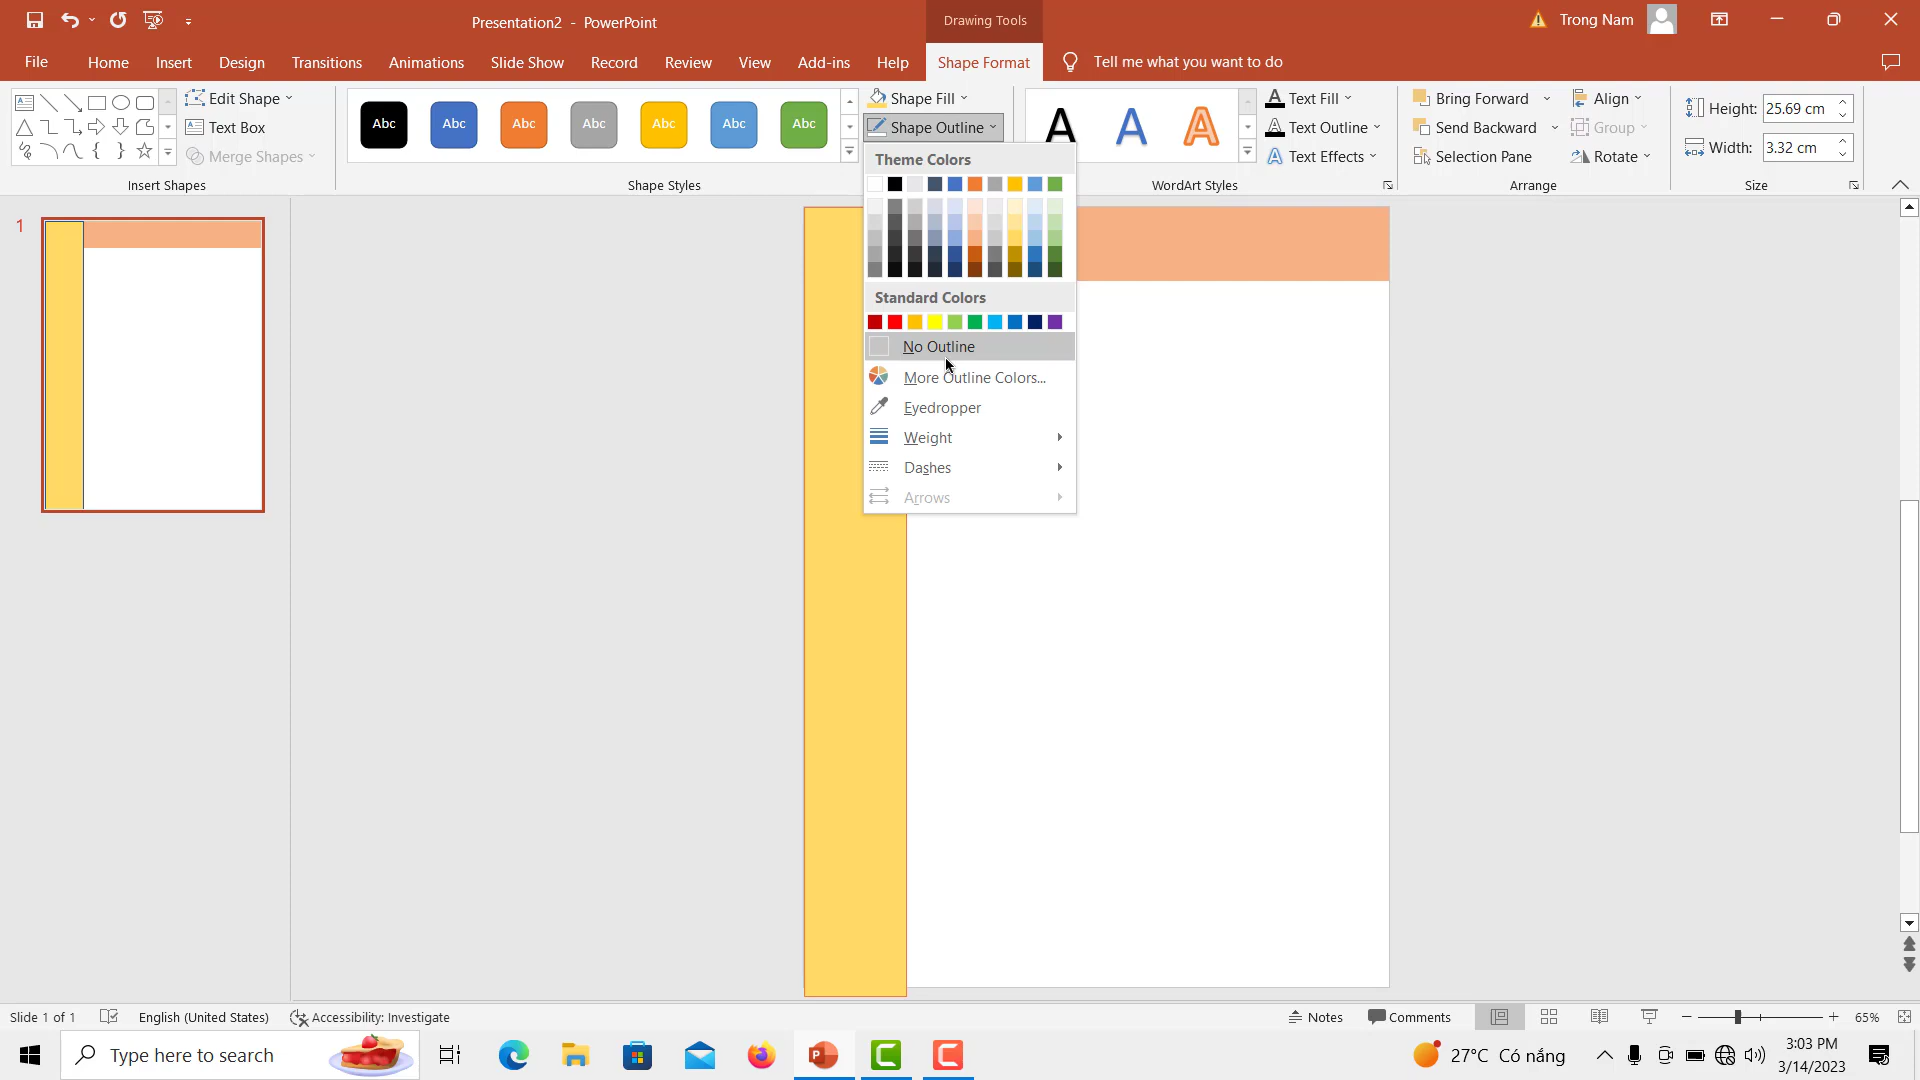 Presentation2 - PowerPoint
Drawing Tools
Trong Nam
File
Home
Insert
Design
Transitions
Animations
Slide Show
Record
Review
View
Add-ins
Help
Shape Format
Tell me what you want to do
Edit Shape
Text Box
Merge Shapes
Insert Shapes
Abc
Abc
Abc
Abc
Abc
Abc
Abc
Shape Styles
Shape Fill
Shape Outline
Theme Colors
Standard Colors
No Outline
More Outline Colors...
Eyedropper
Weight
Dashes
Arrows
A
A
A
WordArt Styles
Text Fill
Text Outline
Text Effects
Bring Forward
Send Backward
Selection Pane
Align
Group
Rotate
Arrange
Height: 25.69 cm
Width: 3.32 cm
Size
1
Slide 1 of 1
English (United States)
Accessibility: Investigate
Notes
Comments
65%
Type here to search
27°C Có nắng
3:03 PM
3/14/2023